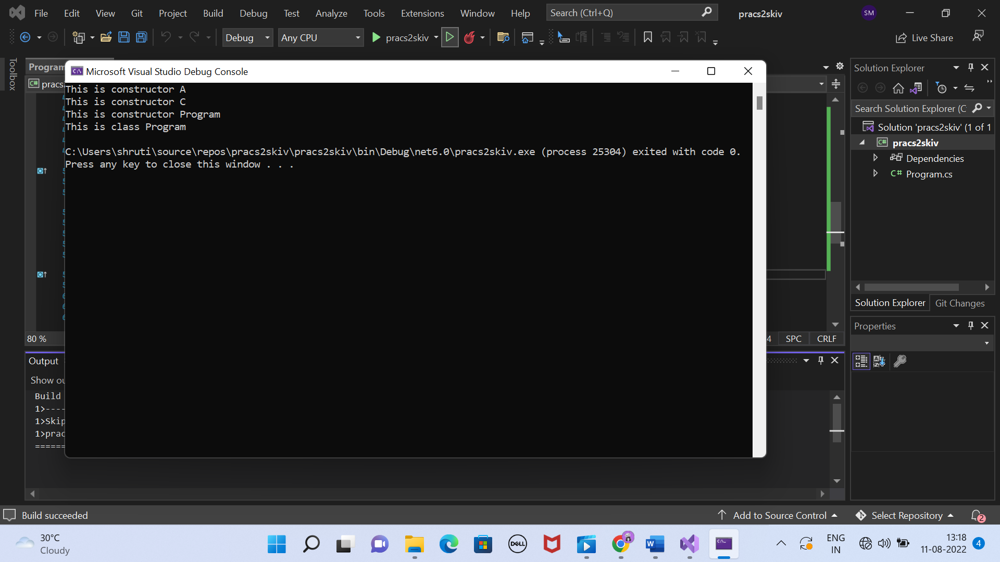 File Edit View Git Project Build Debug Test Analyze Tools Extensions Window Help Search (Ctrl+Q) pracs2skiv SM
Debug Any CPU pracs2skiv Live Share
Toolbox
Program
Microsoft Visual Studio Debug Console
pracs
This is constructor A
This is constructor C
This is constructor Program
This is class Program
C:\Users\shruti\source\repos\pracs2skiv\pracs2skiv\bin\Debug\net6.0\pracs2skiv.exe (process 25304) exited with code 0.
Press any key to close this window . . .
Solution Explorer
Search Solution Explorer (C
Solution 'pracs2skiv' (1 of 1
C# pracs2skiv
Dependencies
C# Program.cs
Solution Explorer Git Changes
80 % 4 SPC CRLF
Properties
Output
Show ou
Build
1>----
1>Skip
1>prac
======
Build succeeded Add to Source Control Select Repository 2
30°C
Cloudy
DELL
ENG
IN
13:18
11-08-2022
4